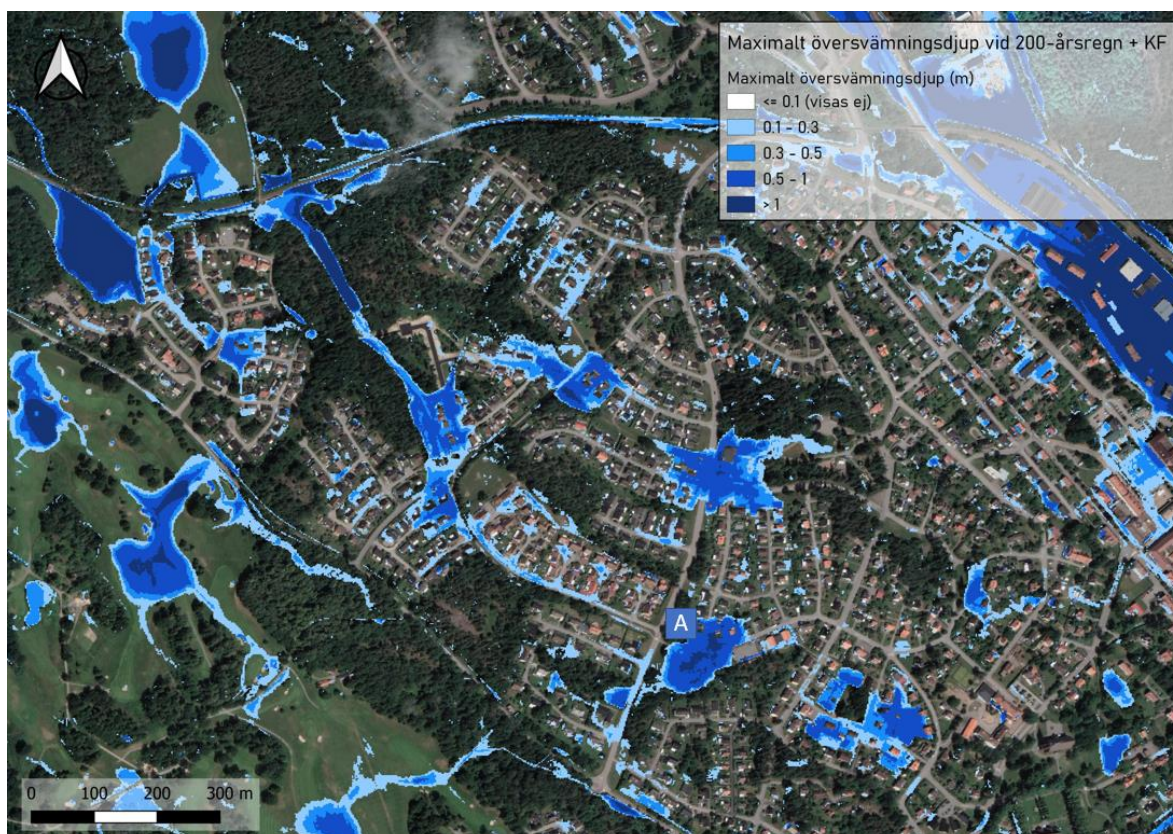 Maximalt översvämningsdjup vid 200-årsregn + KF
Maximalt översvämningsdjup (m)
<= 0.1 (visas ej)
0.1 - 0.3
0.3 - 0.5
0.5 - 1
> 1
A
0 100 200 300 m